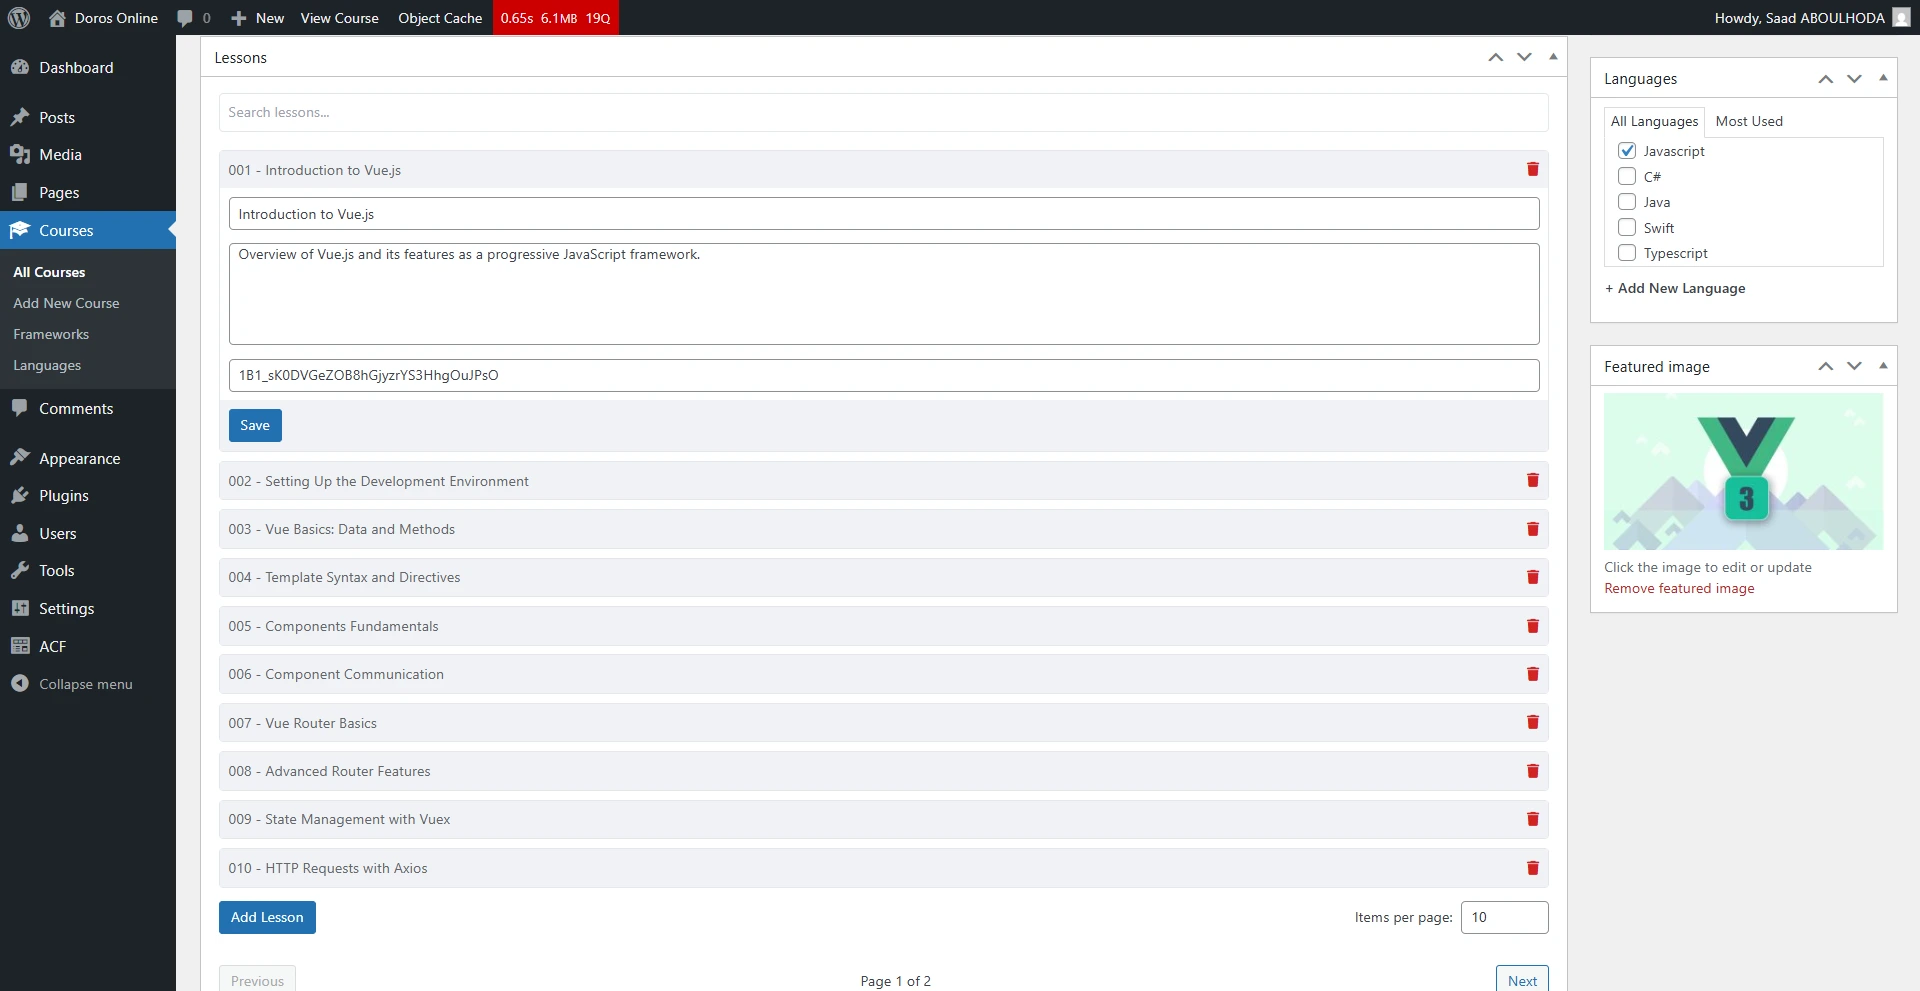 Doros Online 0 New View Course Object Cache 0.65s 6.1MB 19Q Howdy, Saad ABOULHODA
Dashboard
Posts
Media
Pages
Courses
All Courses
Add New Course
Frameworks
Languages
Comments
Appearance
Plugins
Users
Tools
Settings
ACF
Collapse menu
Lessons
Search lessons...
001 - Introduction to Vue.js
Introduction to Vue.js
Overview of Vue.js and its features as a progressive JavaScript framework.
1B1_sK0DVGeZOB8hGjyzrYS3HhgOuJPsO
Save
002 - Setting Up the Development Environment
003 - Vue Basics: Data and Methods
004 - Template Syntax and Directives
005 - Components Fundamentals
006 - Component Communication
007 - Vue Router Basics
008 - Advanced Router Features
009 - State Management with Vuex
010 - HTTP Requests with Axios
Add Lesson Items per page: 10
Previous Page 1 of 2 Next
Languages
All Languages Most Used
Javascript
C#
Java
Swift
Typescript
+ Add New Language
Featured image
3
Click the image to edit or update
Remove featured image